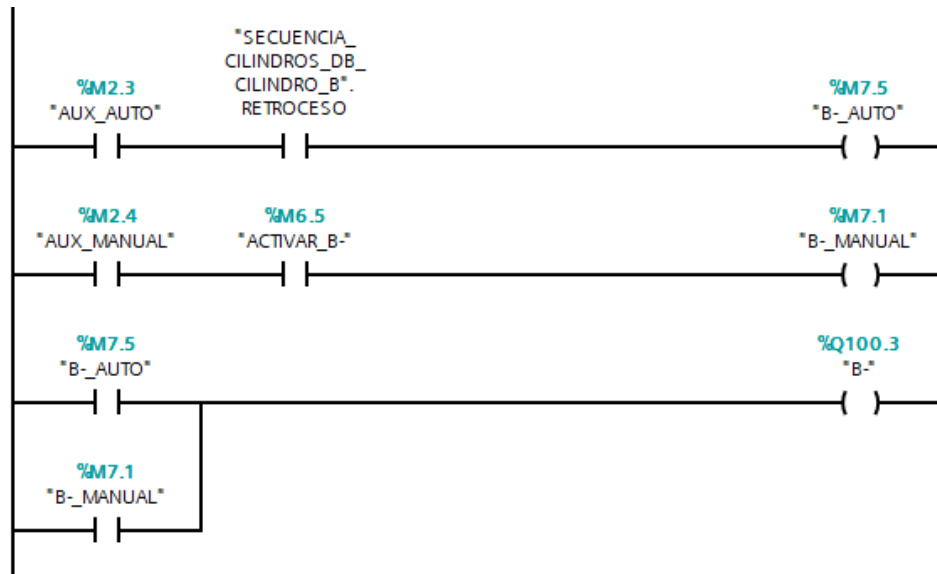 "SECUENCIA_
CILINDROS_DB_
CILINDRO_B".
RETROCESO
%M2.3
"AUX_AUTO"
%M7.5
"B-_AUTO"
%M2.4
"AUX_MANUAL"
%M6.5
"ACTIVAR_B-"
%M7.1
"B-_MANUAL"
%M7.5
"B-_AUTO"
%Q100.3
"B-"
%M7.1
"B-_MANUAL"